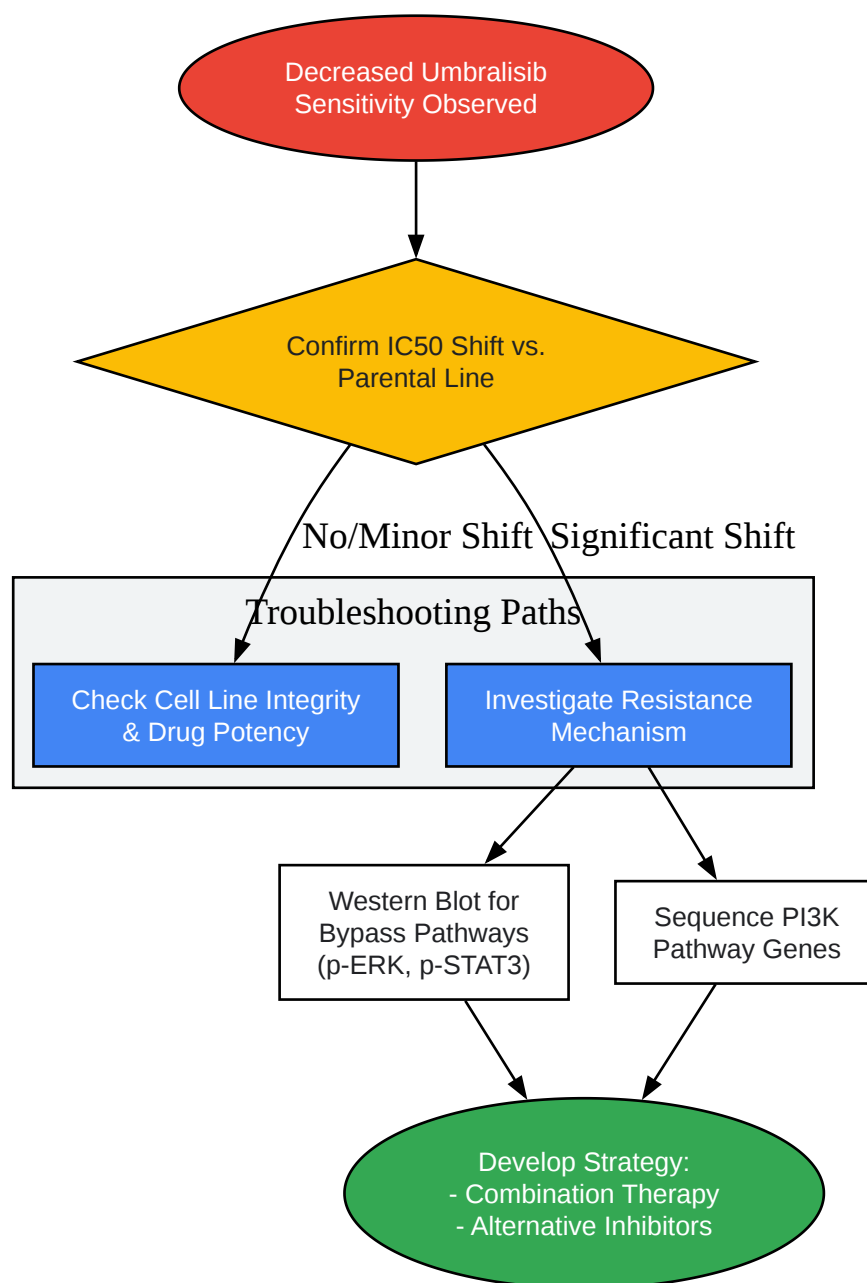 Decreased Umbralisib
Sensitivity Observed
Confirm IC50 Shift vs.
Parental Line
No/Minor Shift
Significant Shift
Troubleshooting Paths
Check Cell Line Integrity
& Drug Potency
Investigate Resistance
Mechanism
Western Blot for
Bypass Pathways
(p-ERK, p-STAT3)
Sequence PI3K
Pathway Genes
Develop Strategy:
- Combination Therapy
- Alternative Inhibitors